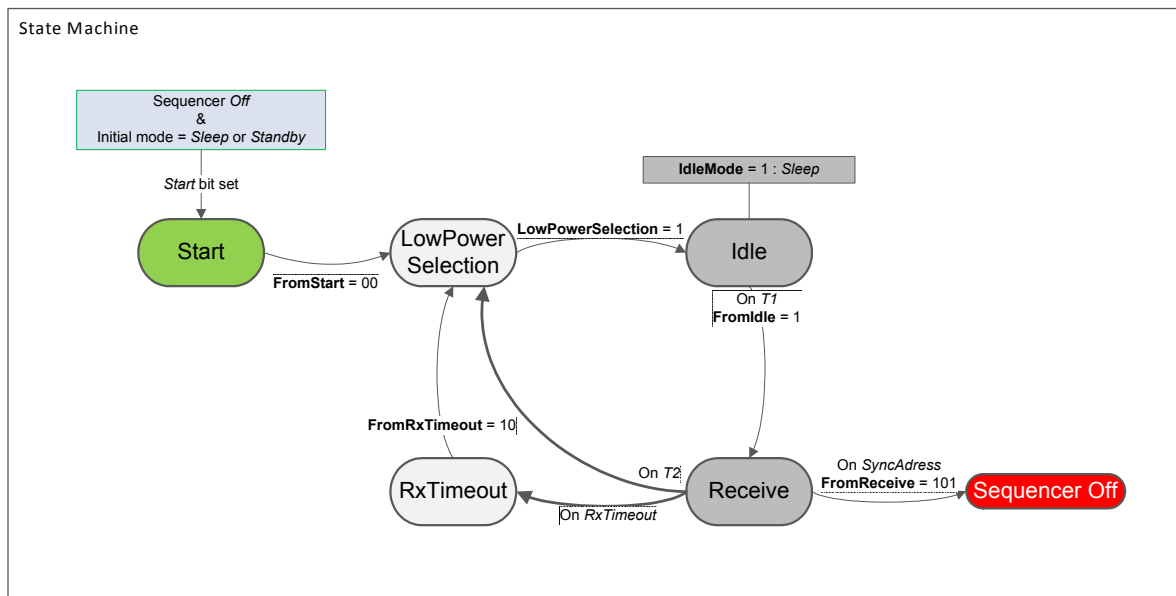 State Machine
Sequencer Off
&
Initial mode = Sleep or Standby
IdleMode = 1 : Sleep
Start bit set
Start
LowPower
Selection
LowPowerSelection = 1
Idle
FromStart = 00
On T1
FromIdle = 1
FromRxTimeout = 10
On T2
On SyncAdress
FromReceive = 101
RxTimeout
On RxTimeout
Receive
Sequencer Off